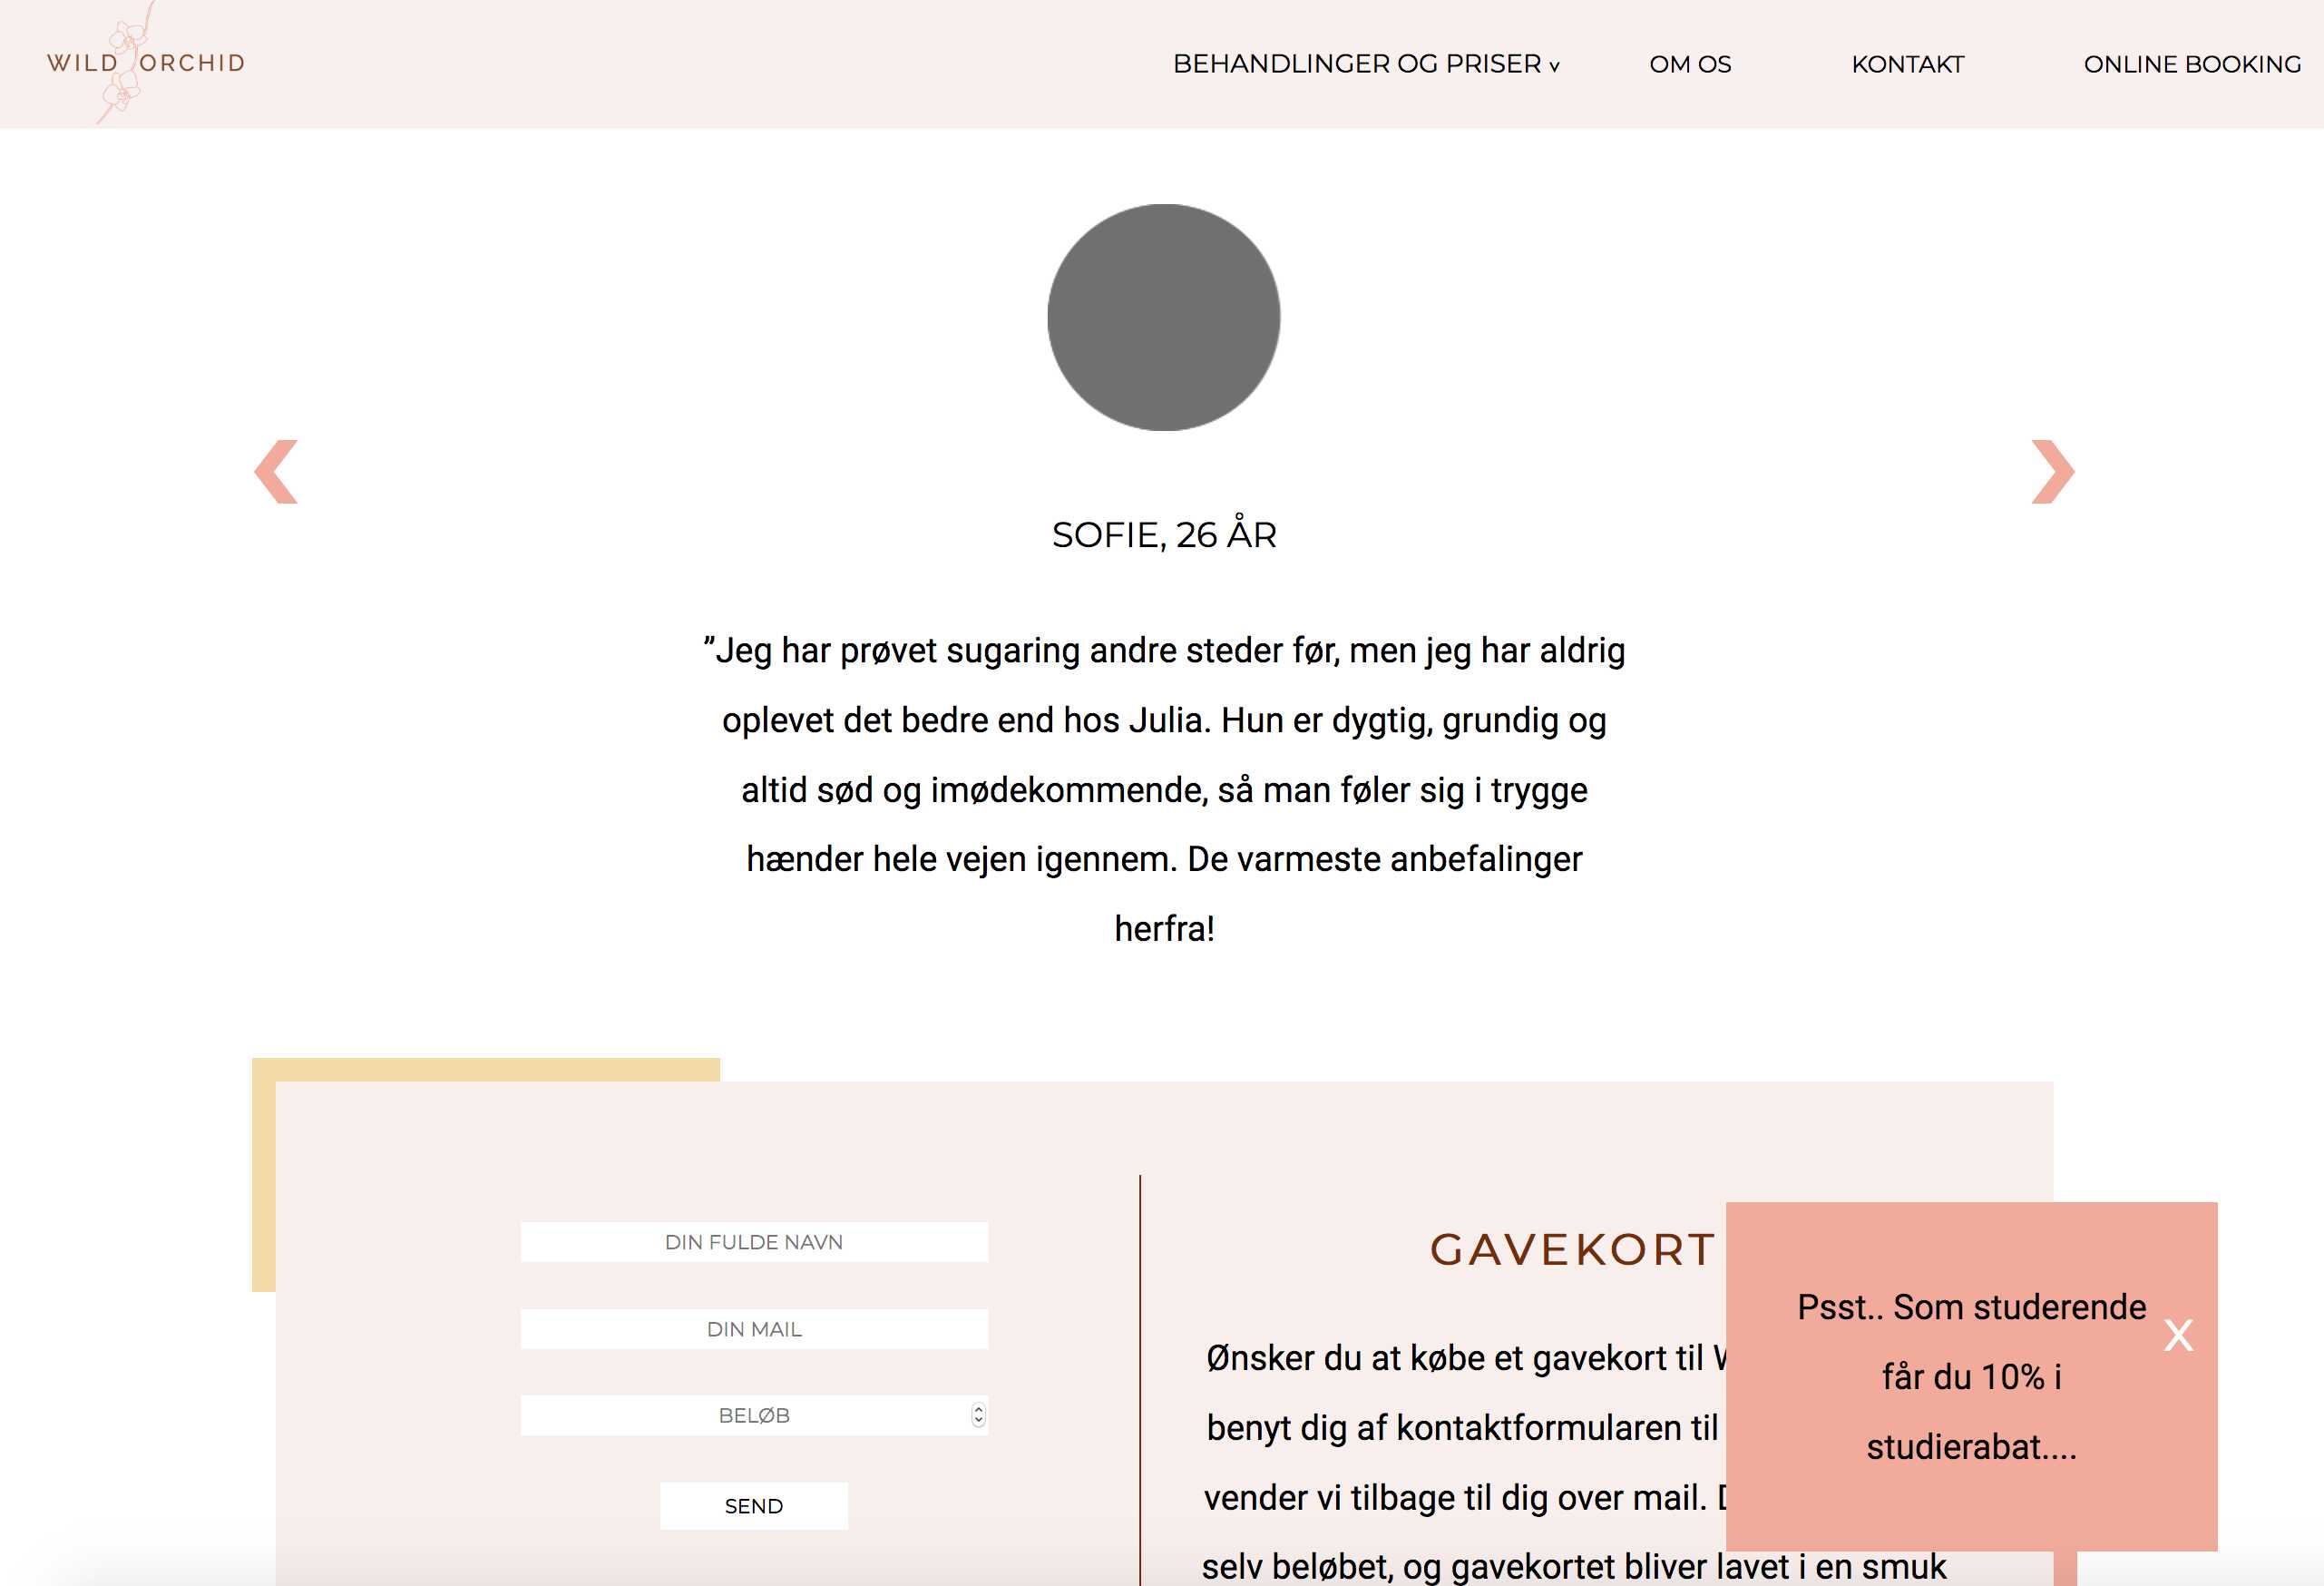 WILD ORCHID
BEHANDLINGER OG PRISER v
OM OS
KONTAKT
ONLINE BOOKING
SOFIE, 26 ÅR
”Jeg har prøvet sugaring andre steder før, men jeg har aldrig
oplevet det bedre end hos Julia. Hun er dygtig, grundig og
altid sød og imødekommende, så man føler sig i trygge
hænder hele vejen igennem. De varmeste anbefalinger
herfra!
DIN FULDE NAVN
DIN MAIL
BELØB
SEND
GAVEKORT
Ønsker du at købe et gavekort til
benyt dig af kontaktformularen til
vender vi tilbage til dig over mail.
selv beløbet, og gavekortet bliver lavet i en smuk
Psst.. Som studerende
får du 10% i
studierabat....
X